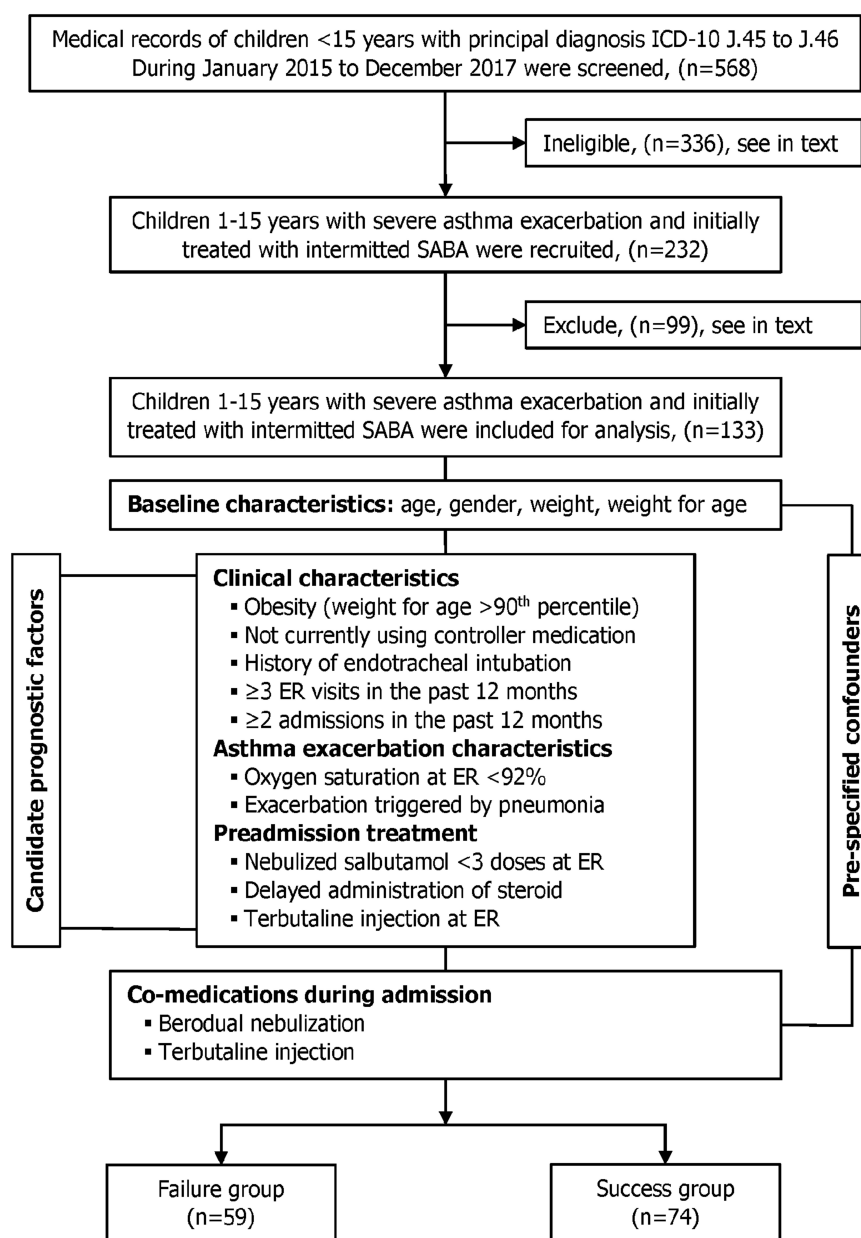 Medical records of children <15 years with principal diagnosis ICD-10 J.45 to J.46
During January 2015 to December 2017 were screened, (n=568)
Ineligible, (n=336), see in text
Children 1-15 years with severe asthma exacerbation and initially
treated with intermitted SABA were recruited, (n=232)
Exclude, (n=99), see in text
Children 1-15 years with severe asthma exacerbation and initially
treated with intermitted SABA were included for analysis, (n=133)
Baseline characteristics: age, gender, weight, weight for age
Candidate prognostic factors
Clinical characteristics
▪ Obesity (weight for age >90th percentile)
▪ Not currently using controller medication
▪ History of endotracheal intubation
▪ ≥3 ER visits in the past 12 months
▪ ≥2 admissions in the past 12 months
Asthma exacerbation characteristics
▪ Oxygen saturation at ER <92%
▪ Exacerbation triggered by pneumonia
Preadmission treatment
▪ Nebulized salbutamol <3 doses at ER
▪ Delayed administration of steroid
▪ Terbutaline injection at ER
Pre-specified confounders
Co-medications during admission
▪ Berodual nebulization
▪ Terbutaline injection
Failure group
(n=59)
Success group
(n=74)